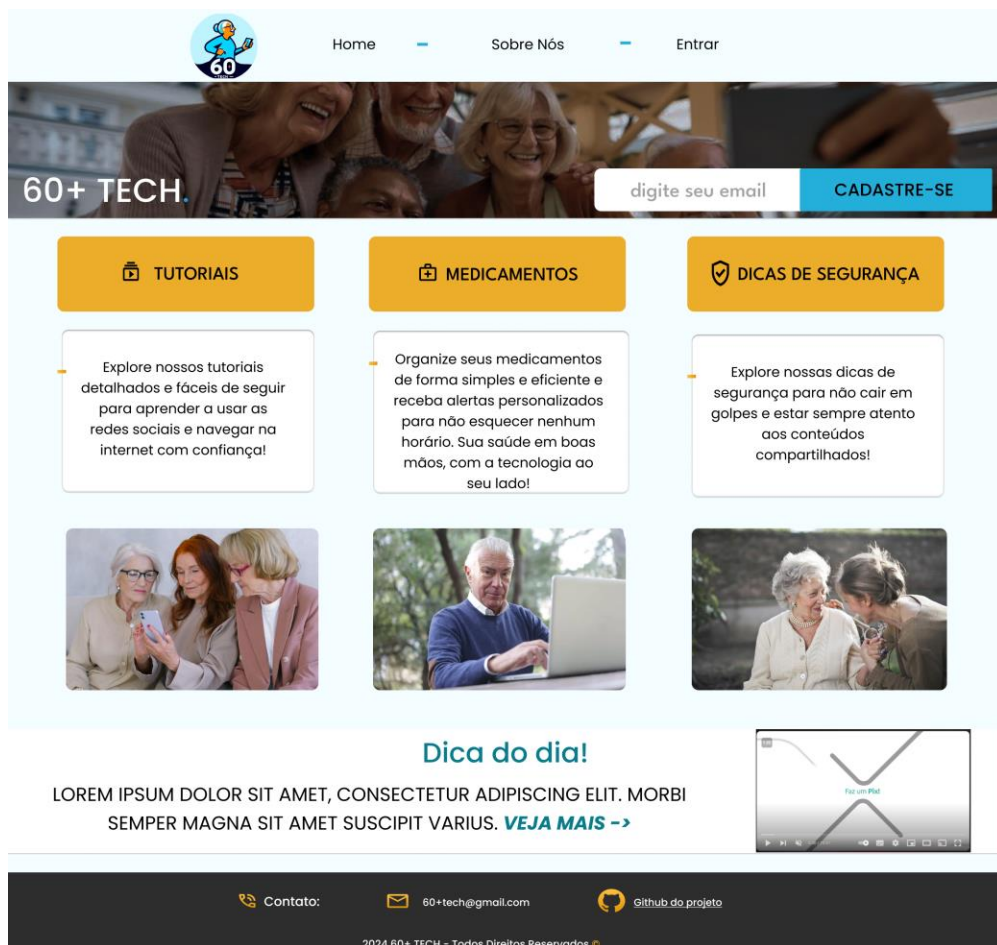 60
TECH
Home
Sobre Nós
Entrar
60+ TECH.
digite seu email
CADASTRE-SE
TUTORIAIS
MEDICAMENTOS
DICAS DE SEGURANÇA
Explore nossos tutoriais
detalhados e fáceis de seguir
para aprender a usar as
redes sociais e navegar na
internet com confiança!
Organize seus medicamentos
de forma simples e eficiente e
receba alertas personalizados
para não esquecer nenhum
horário. Sua saúde em boas
mãos, com a tecnologia ao
seu lado!
Explore nossas dicas de
segurança para não cair em
golpes e estar sempre atento
aos conteúdos
compartilhados!
Dica do dia!
LOREM IPSUM DOLOR SIT AMET, CONSECTETUR ADIPISCING ELIT. MORBI
SEMPER MAGNA SIT AMET SUSCIPIT VARIUS. VEJA MAIS ->
Faz um Pix!
Contato:
60+tech@gmail.com
Github do projeto
2024 60+ TECH - Todos Direitos Reservados ©